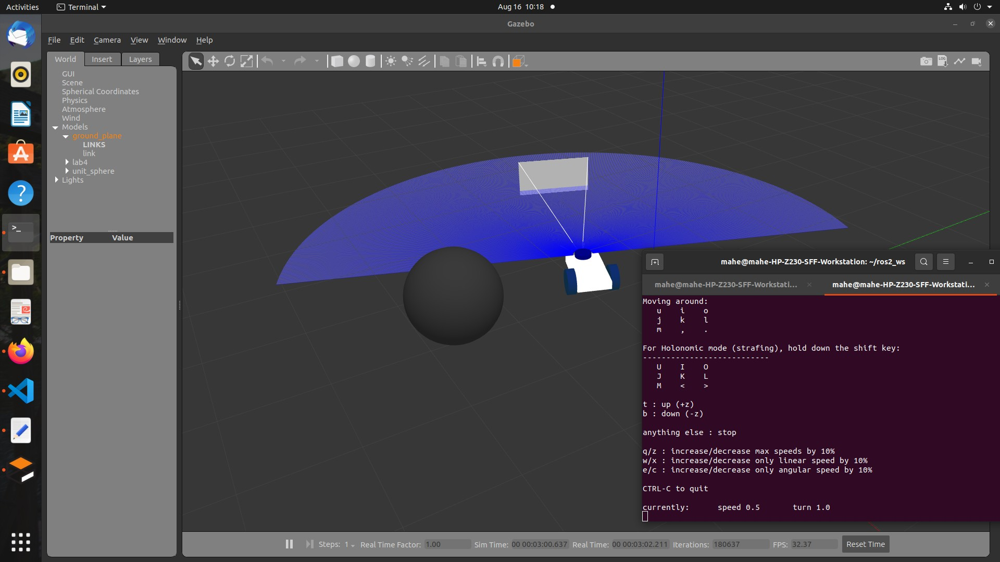 Activities
Terminal
Aug 16 10:18
Gazebo
File Edit Camera View Window Help
World Insert Layers
GUI
Scene
Spherical Coordinates
Physics
Atmosphere
Wind
Models
ground_plane
LINKS
link
lab4
unit_sphere
Lights
Property Value
LOG
mahe@mahe-HP-Z230-SFF-Workstation: ~/ros2_ws
mahe@mahe-HP-Z230-SFF-Workstati...
mahe@mahe-HP-Z230-SFF-Workstati...
Moving around:
u i o
j k l
m , .
For Holonomic mode (strafing), hold down the shift key:
---------------------------
U I O
J K L
M < >
t : up (+z)
b : down (-z)
anything else : stop
q/z : increase/decrease max speeds by 10%
w/x : increase/decrease only linear speed by 10%
e/c : increase/decrease only angular speed by 10%
CTRL-C to quit
currently: speed 0.5 turn 1.0
Steps: 1 Real Time Factor: 1.00 Sim Time: 00 00:03:00.637 Real Time: 00 00:03:02.211 Iterations: 180637 FPS: 32.37 Reset Time